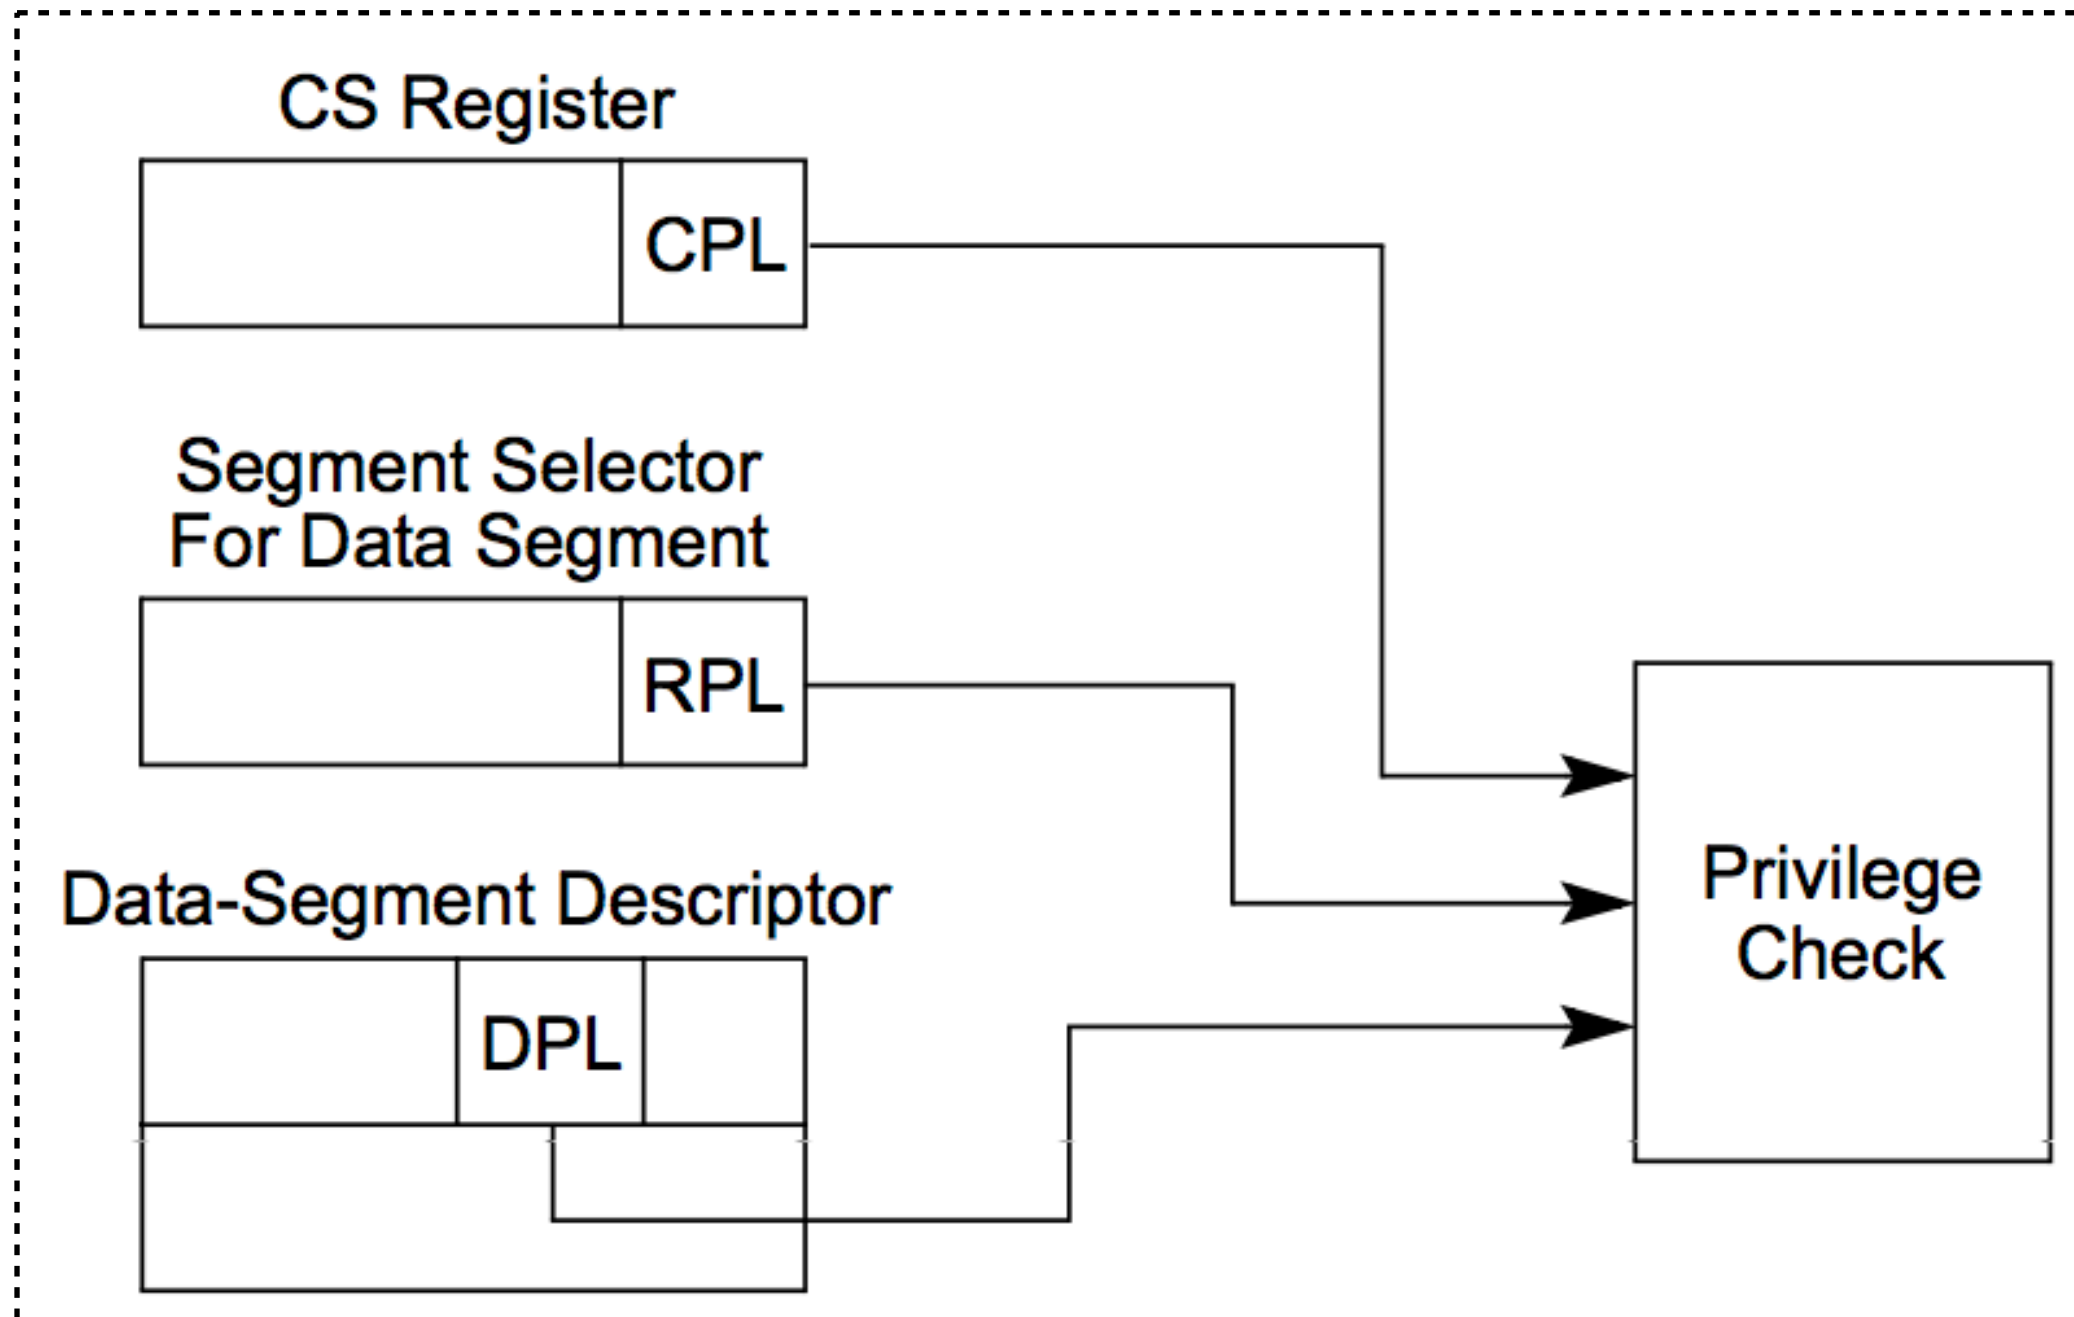 CS Register
CPL
Segment Selector
For Data Segment
RPL
Data-Segment Descriptor
DPL
Privilege
Check